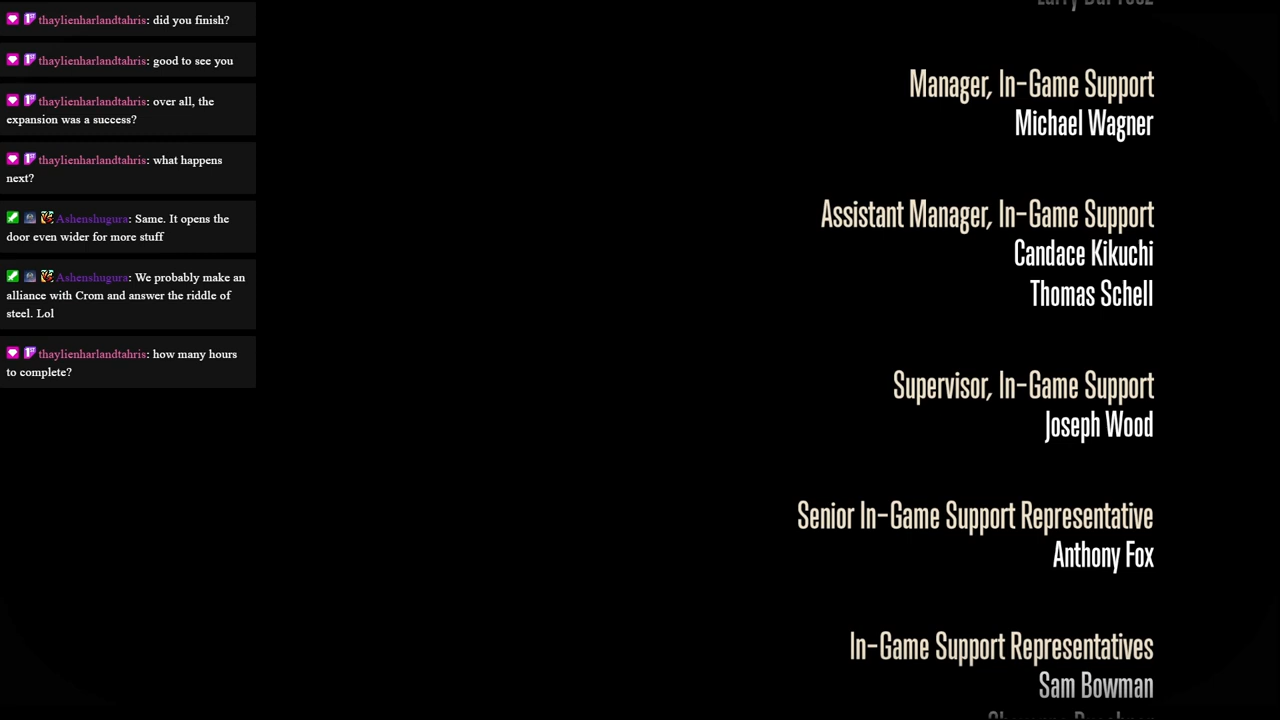 thaylienharlandtahris: did you finish?
thaylienharlandtahris: good to see you
thaylienharlandtahris: over all, the
expansion was a success?
thaylienharlandtahris: what happens
next?
Ashenshugura: Same. It opens the
door even wider for more stuff
Ashenshugura: We probably make an
alliance with Crom and answer the riddle of
steel. Lol
thaylienharlandtahris: how many hours
to complete?
Manager, In-Game Support
Michael Wagner
Assistant Manager, In-Game Support
Candace Kikuchi
Thomas Schell
Supervisor, In-Game Support
Joseph Wood
Senior In-Game Support Representative
Anthony Fox
In-Game Support Representatives
Sam Bowman